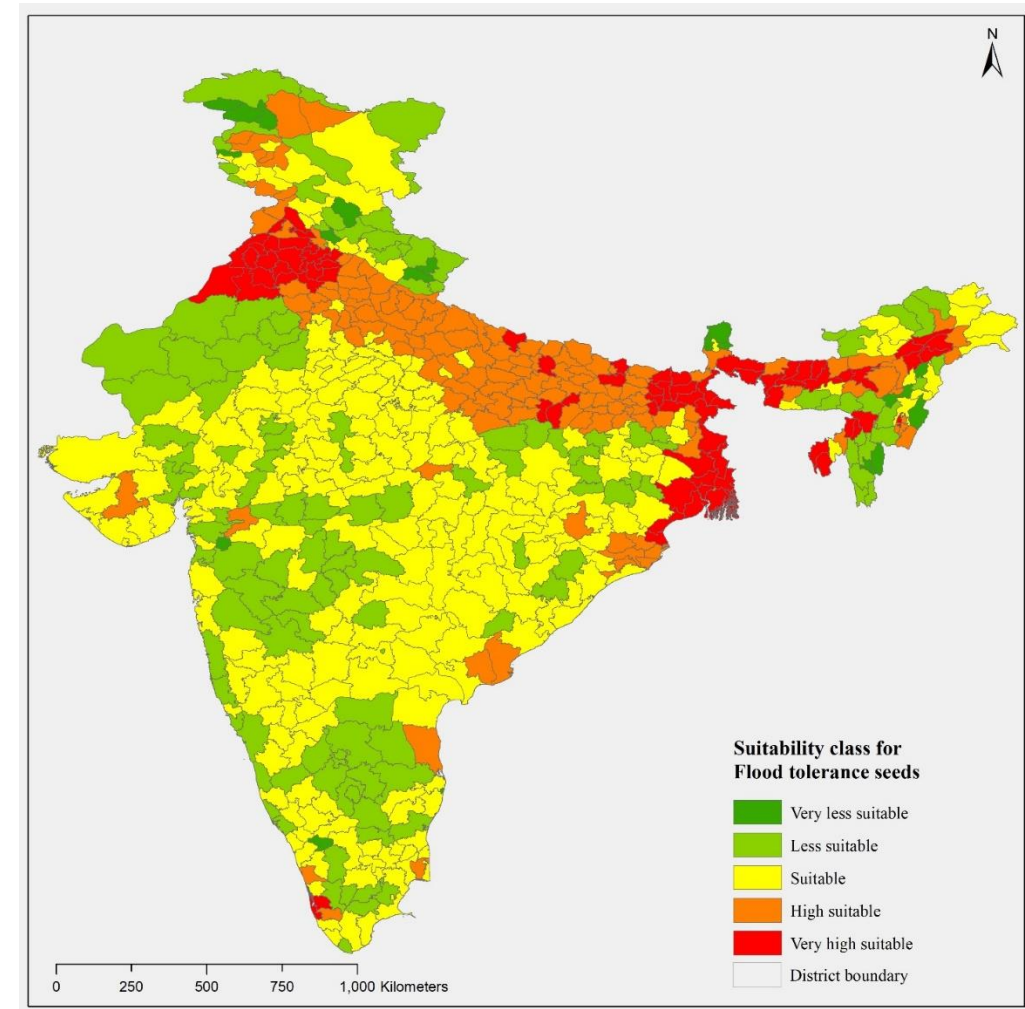 N
Suitability class for
Flood tolerance seeds
Very less suitable
Less suitable
Suitable
High suitable
Very high suitable
District boundary
0 250 500 750 1,000 Kilometers